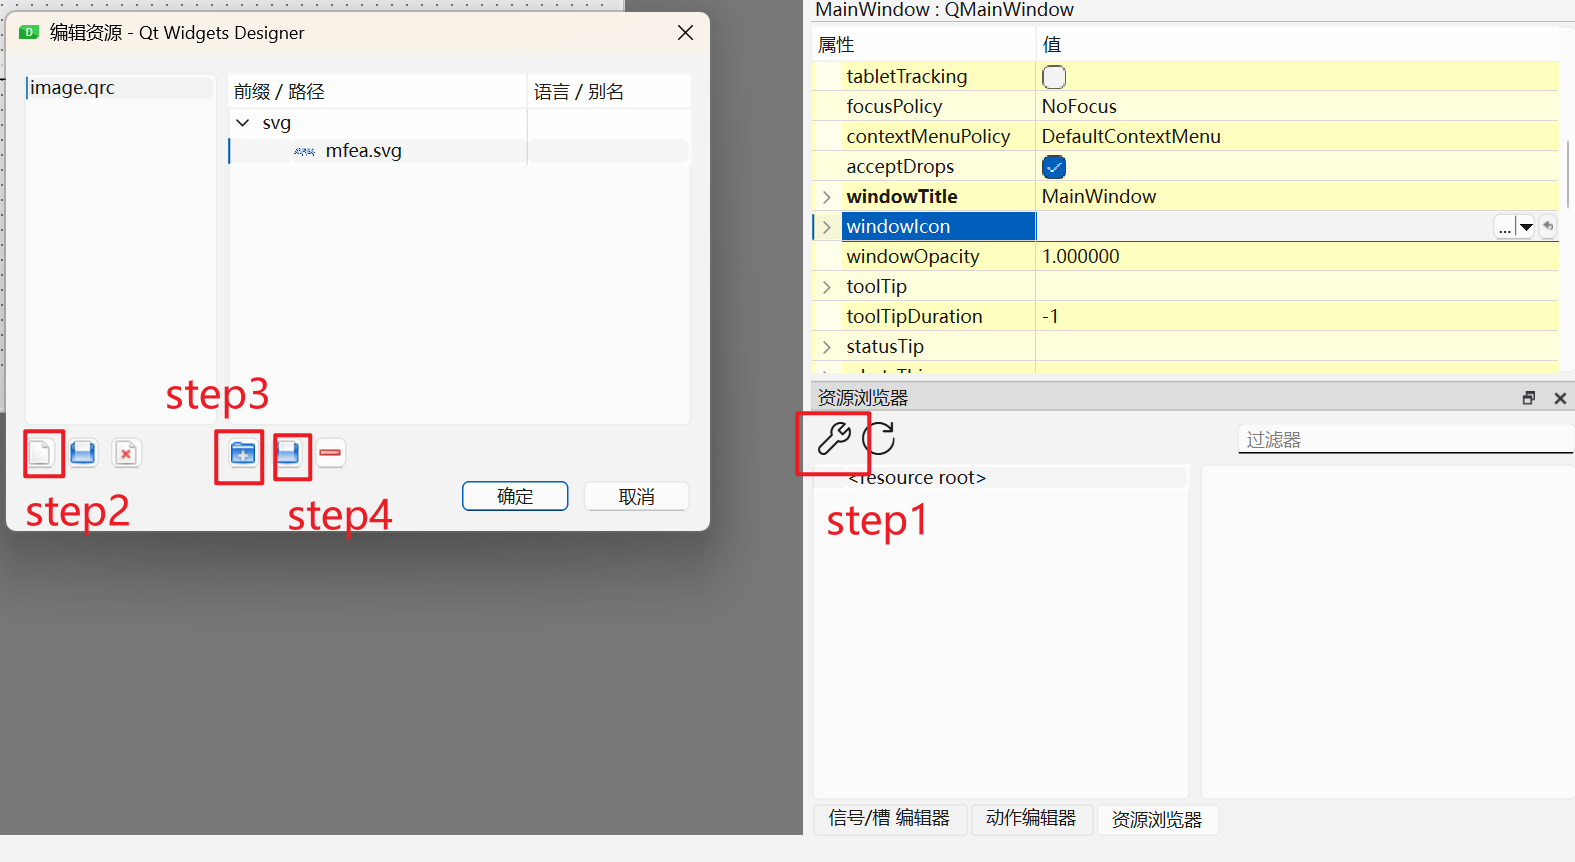 编辑资源 - Qt Widgets Designer
image.qrc
前缀 / 路径
语言 / 别名
svg
mfea.svg
step3
step2
step4
确定
取消
MainWindow : QMainWindow
属性
值
tabletTracking
focusPolicy
NoFocus
contextMenuPolicy
DefaultContextMenu
acceptDrops
windowTitle
MainWindow
windowIcon
...
windowOpacity
1.000000
toolTip
toolTipDuration
-1
statusTip
资源浏览器
过滤器
<resource root>
step1
信号/槽 编辑器
动作编辑器
资源浏览器